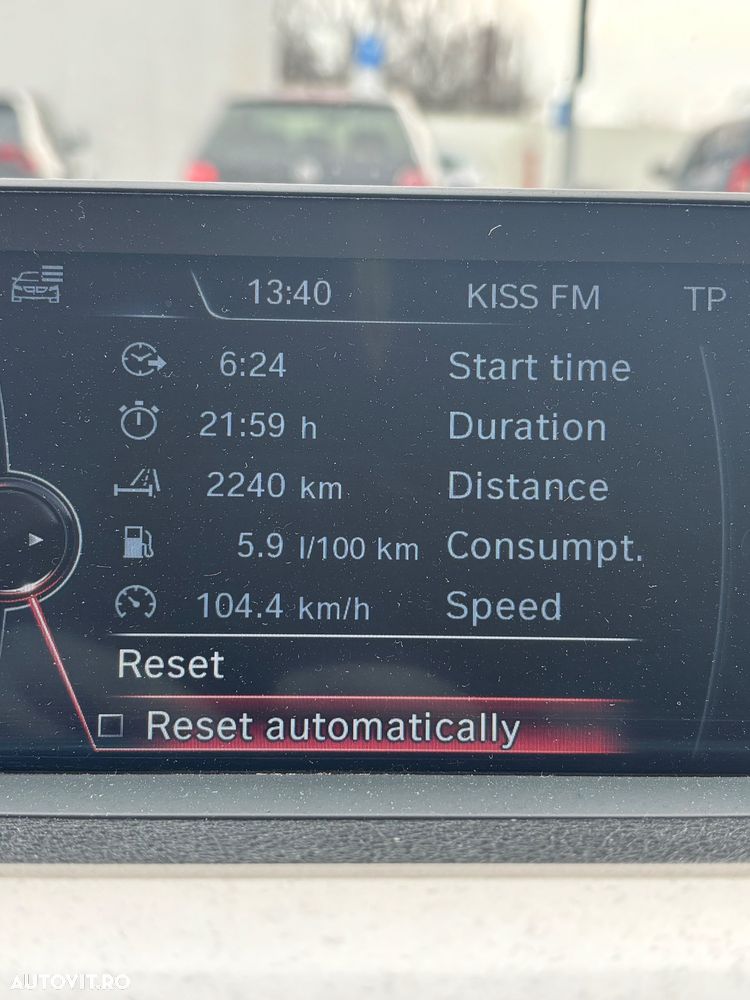 13:40 KISS FM TP
6:24 Start time
21:59 h Duration
2240 km Distance
5.9 l/100 km Consumpt.
104.4 km/h Speed
Reset
Reset automatically
AUTOVIT.RO